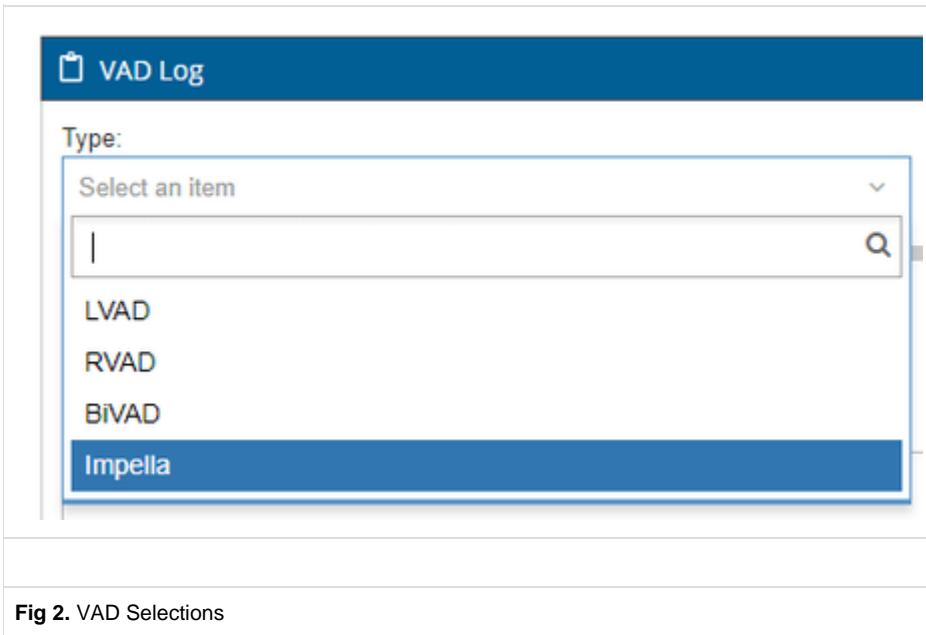 VAD Log
Type:
Select an item
LVAD
RVAD
BiVAD
Impella
Fig 2. VAD Selections